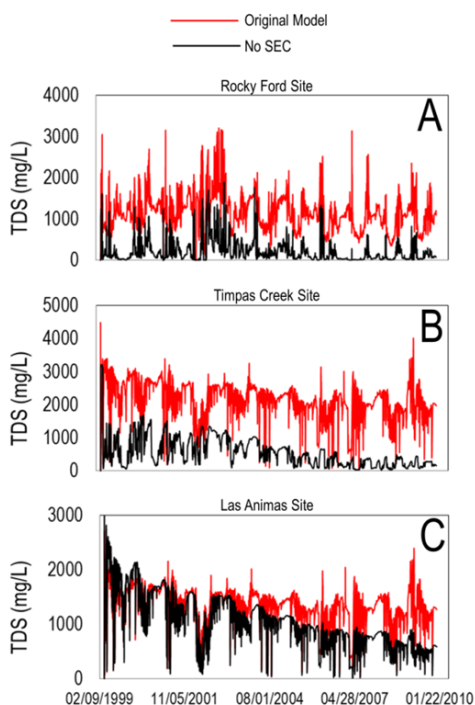 Original Model
No SEC
Rocky Ford Site
A
4000
3000
2000
1000
0
TDS (mg/L)
Timpas Creek Site
B
5000
4000
3000
2000
1000
0
TDS (mg/L)
Las Animas Site
C
3000
2000
1000
0
TDS (mg/L)
02/09/1999 11/05/2001 08/01/2004 04/28/2007 01/22/2010